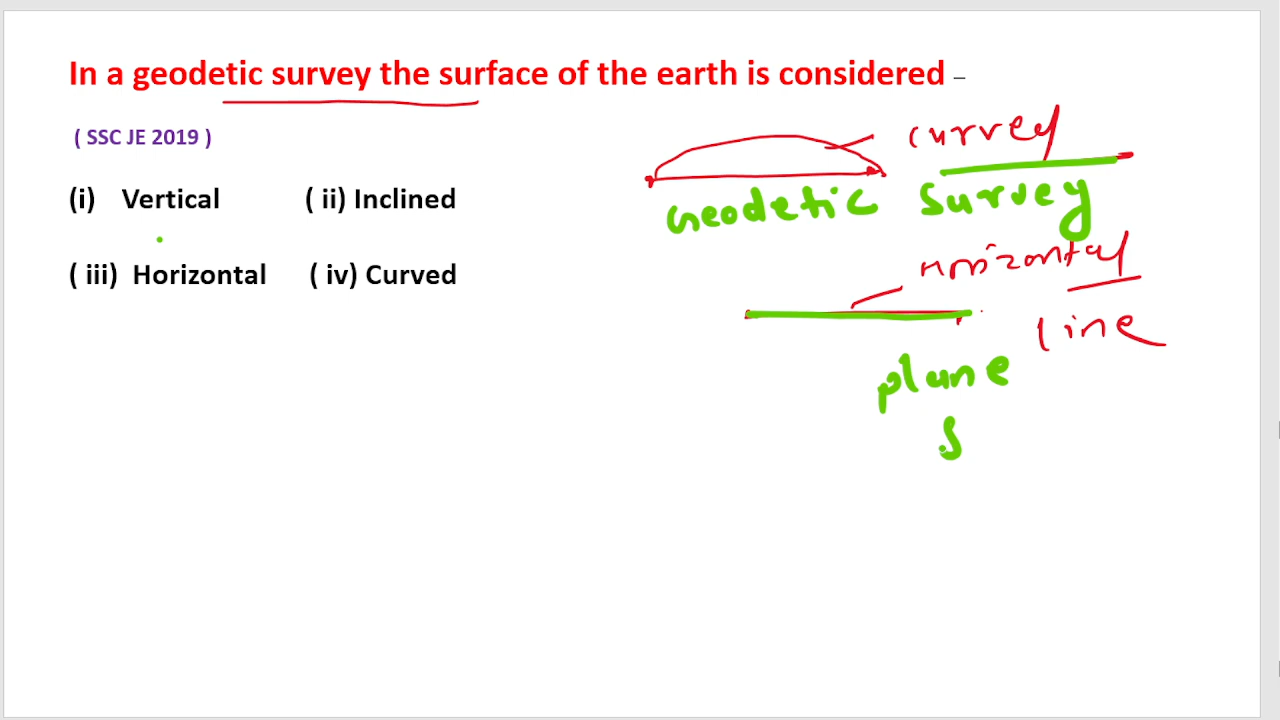 In a geodetic survey the surface of the earth is considered –
( SSC JE 2019 )
(i) Vertical ( ii) Inclined
( iii) Horizontal ( iv) Curved
curved
Geodetic Survey
Horizontal
line
plane
S